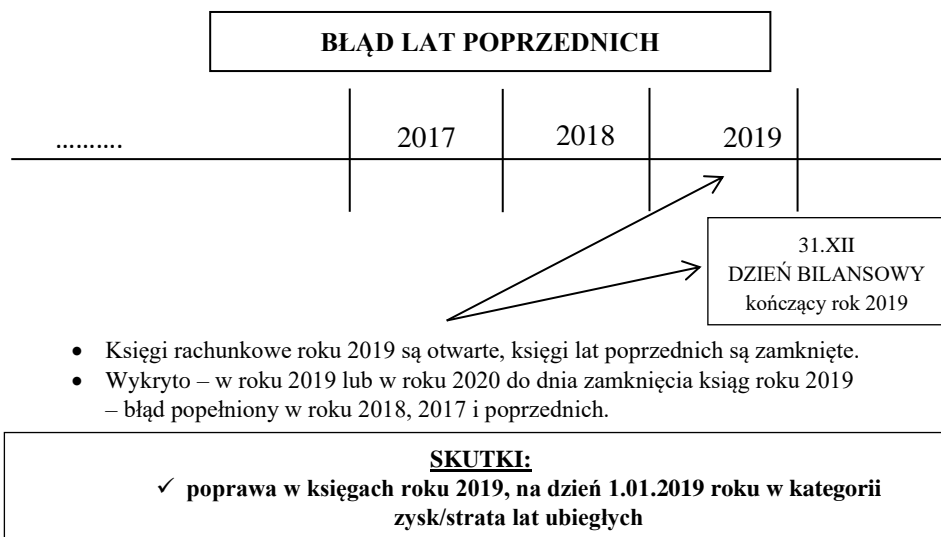 BŁĄD LAT POPRZEDNICH
.......... 2017 2018 2019
31.XII
DZIEŃ BILANSOWY
kończący rok 2019
• Księgi rachunkowe roku 2019 są otwarte, księgi lat poprzednich są zamknięte.
• Wykryto – w roku 2019 lub w roku 2020 do dnia zamknięcia ksiąg roku 2019
– błąd popełniony w roku 2018, 2017 i poprzednich.
SKUTKI:
✓ poprawa w księgach roku 2019, na dzień 1.01.2019 roku w kategorii
zysk/strata lat ubiegłych